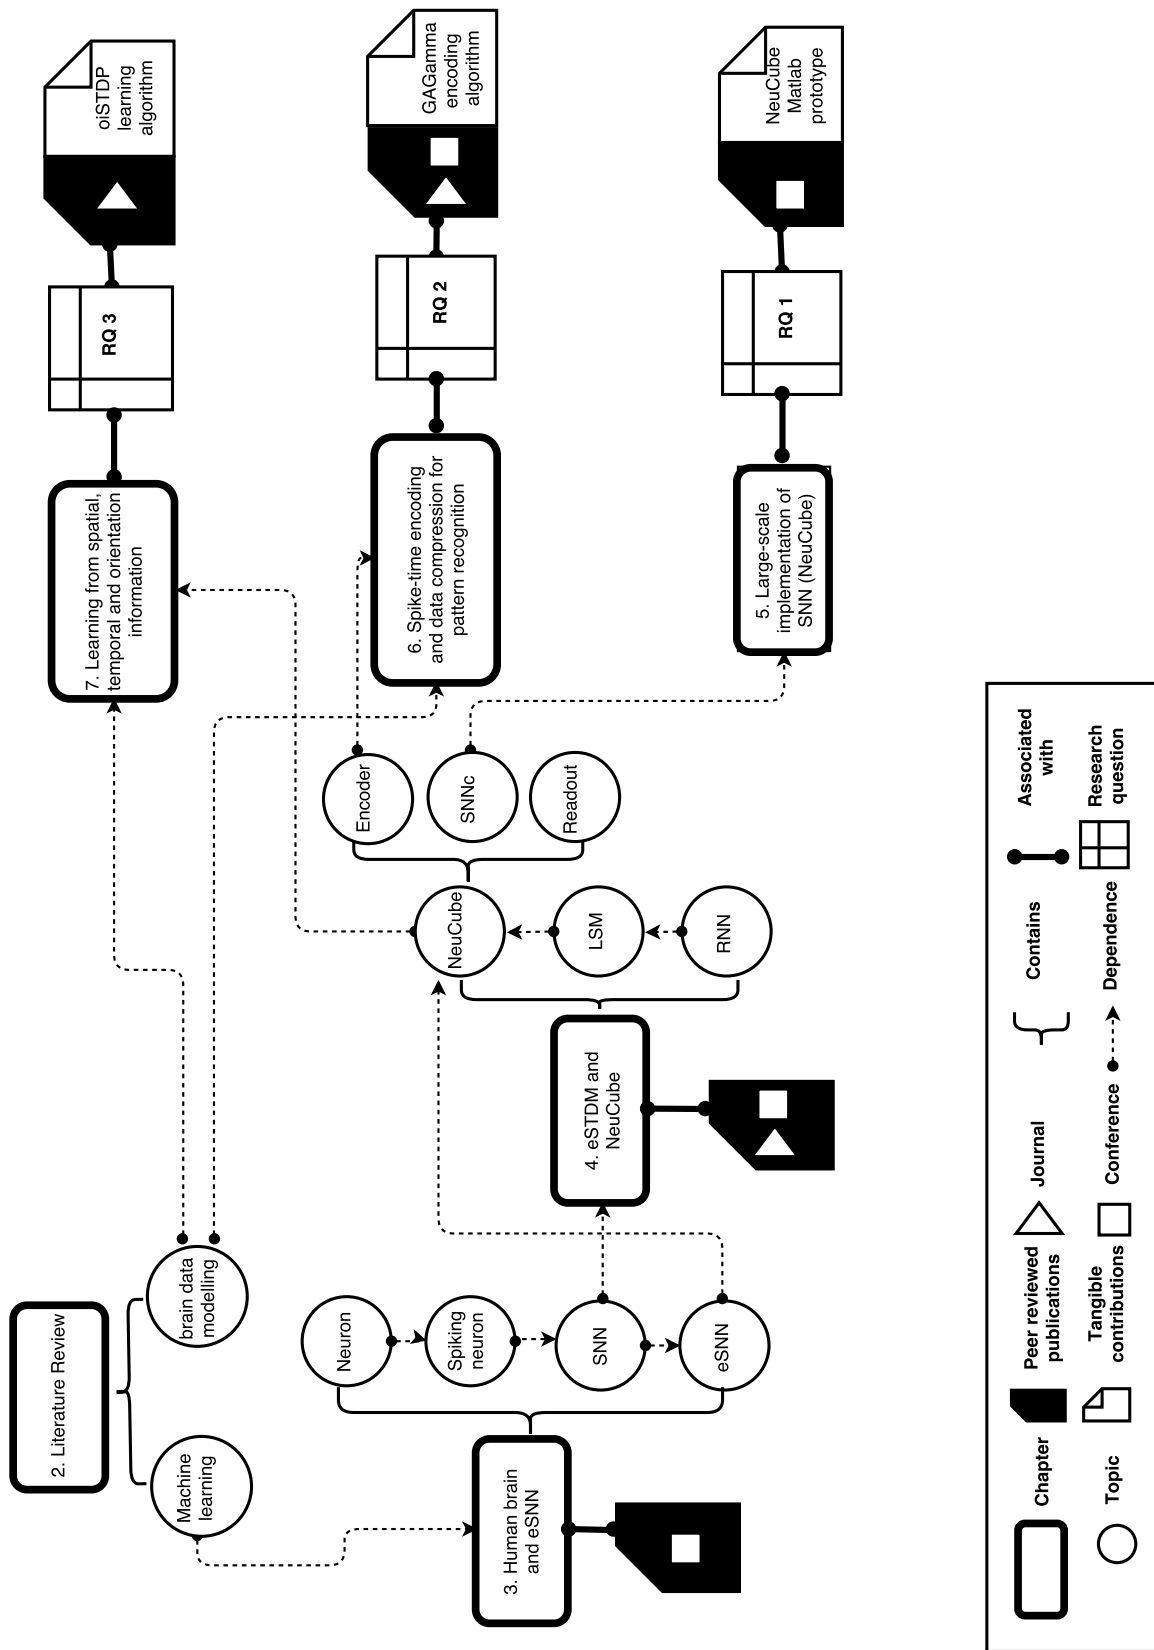 2. Literature Review
Machine
learning
brain data
modelling
3. Human brain
and eSNN
Neuron
Spiking
neuron
SNN
eSNN
4. eSTDM and
NeuCube
NeuCube
LSM
RNN
Encoder
SNNc
Readout
7. Learning from spatial,
temporal and orientation
information
RQ 3
oiSTDP
learning
algorithm
6. Spike-time encoding
and data compression for
pattern recognition
RQ 2
GAGamma
encoding
algorithm
5. Large-scale
implementation of
SNN (NeuCube)
RQ 1
NeuCube
Matlab
prototype
Chapter
Peer reviewed
publications
Journal
Contains
Associated
with
Topic
Tangible
contributions
Conference
Dependence
Research
question